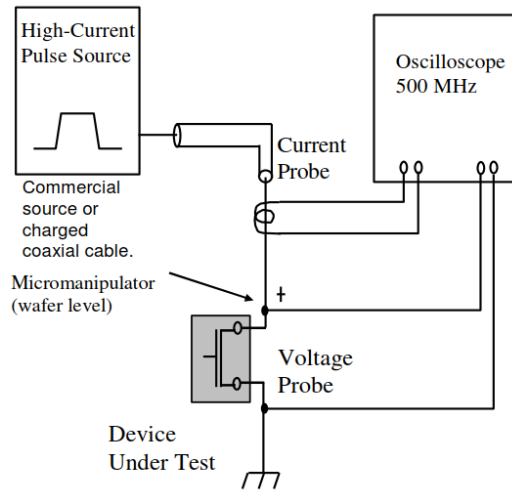 High-Current
Pulse Source
Commercial
source or
charged
coaxial cable.
Oscilloscope
500 MHz
Current
Probe
Micromanipulator
(wafer level)
+
Voltage
Probe
Device
Under Test